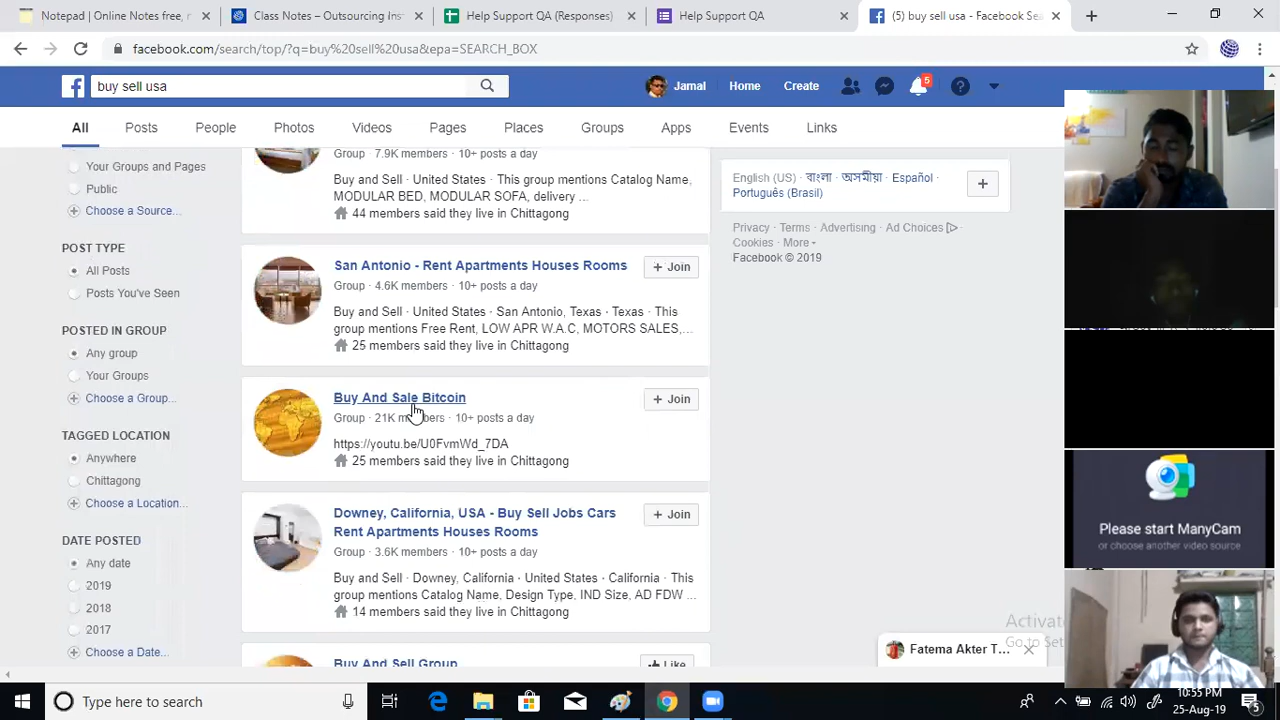 Notepad | Online Notes free, n
Class Notes – Outsourcing Ins
Help Support QA (Responses)
Help Support QA
(5) buy sell usa - Facebook Sea
facebook.com/search/top/?q=buy%20sell%20usa&epa=SEARCH_BOX
buy sell usa
Jamal
Home
Create
5
All
Posts
People
Photos
Videos
Pages
Places
Groups
Apps
Events
Links
Your Groups and Pages
Public
Choose a Source...
POST TYPE
All Posts
Posts You've Seen
POSTED IN GROUP
Any group
Your Groups
Choose a Group...
TAGGED LOCATION
Anywhere
Chittagong
Choose a Location...
DATE POSTED
Any date
2019
2018
2017
Choose a Date...
Group · 7.9K members · 10+ posts a day
Buy and Sell · United States · This group mentions Catalog Name,
MODULAR BED, MODULAR SOFA, delivery ...
44 members said they live in Chittagong
San Antonio - Rent Apartments Houses Rooms
+ Join
Group · 4.6K members · 10+ posts a day
Buy and Sell · United States · San Antonio, Texas · Texas · This
group mentions Free Rent, LOW APR W.A.C, MOTORS SALES,...
25 members said they live in Chittagong
Buy And Sale Bitcoin
+ Join
Group · 21K members · 10+ posts a day
https://youtu.be/U0FvmWd_7DA
25 members said they live in Chittagong
Downey, California, USA - Buy Sell Jobs Cars
Rent Apartments Houses Rooms
+ Join
Group · 3.6K members · 10+ posts a day
Buy and Sell · Downey, California · United States · California · This
group mentions Catalog Name, Design Type, IND Size, AD FDW ...
14 members said they live in Chittagong
Buy And Sell Group
Like
English (US) · বাংলা · অসমীয়া · Español ·
Português (Brasil)
Privacy · Terms · Advertising · Ad Choices
Cookies · More
Facebook © 2019
Please start ManyCam
or choose another video source
Activate
Go to Set
Fatema Akter T...
Type here to search
10:55 PM
25-Aug-19
5